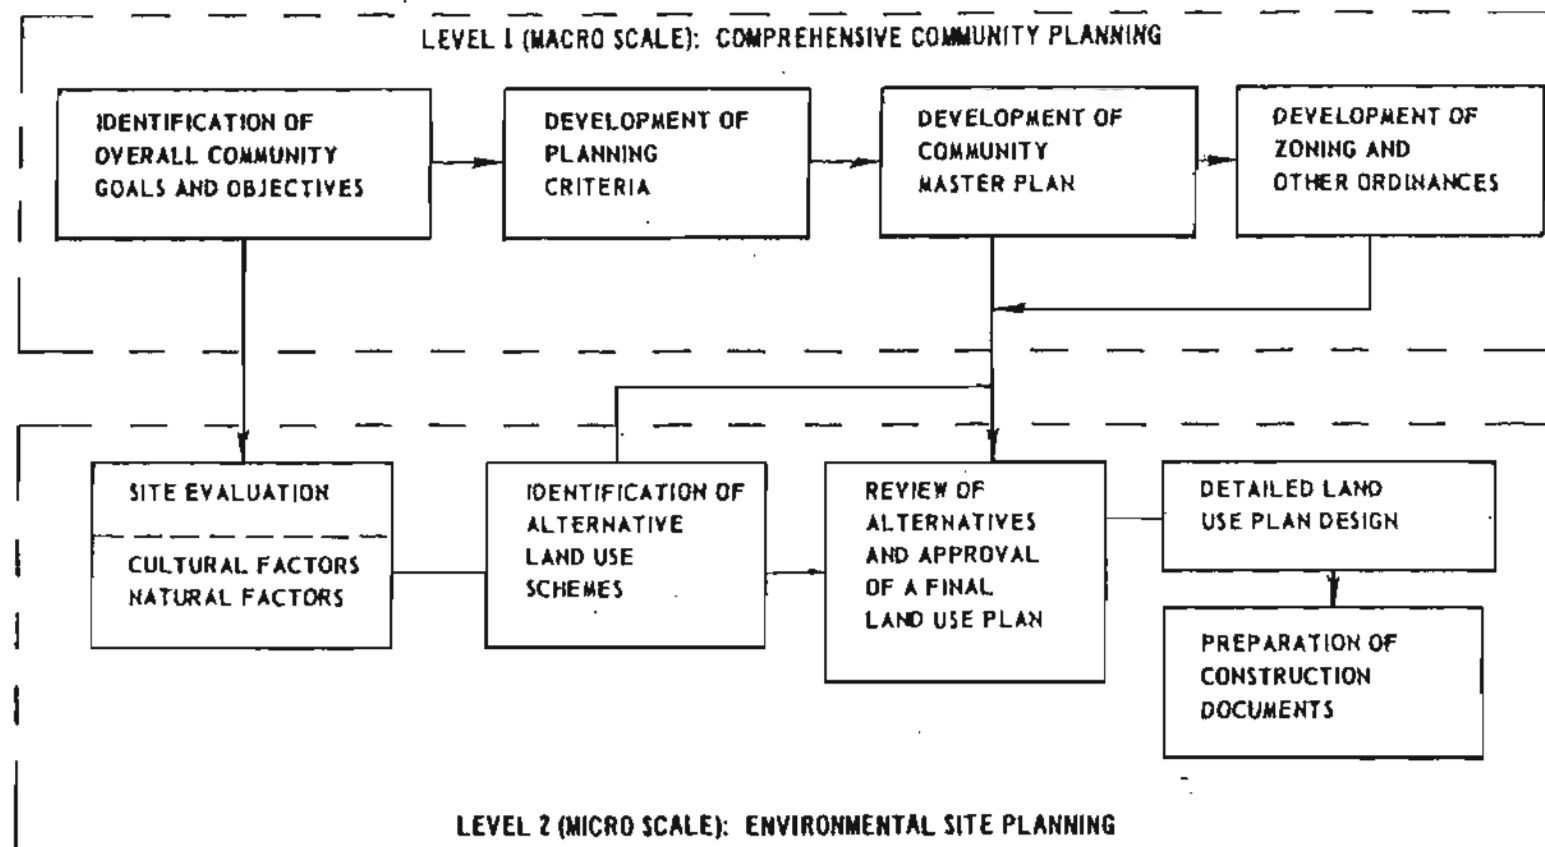 LEVEL 1 (MACRO SCALE): COMPREHENSIVE COMMUNITY PLANNING
IDENTIFICATION OF
OVERALL COMMUNITY
GOALS AND OBJECTIVES
DEVELOPMENT OF
PLANNING
CRITERIA
DEVELOPMENT OF
COMMUNITY
MASTER PLAN
DEVELOPMENT OF
ZONING AND
OTHER ORDINANCES
SITE EVALUATION
CULTURAL FACTORS
NATURAL FACTORS
IDENTIFICATION OF
ALTERNATIVE
LAND USE
SCHEMES
REVIEW OF
ALTERNATIVES
AND APPROVAL
OF A FINAL
LAND USE PLAN
DETAILED LAND
USE PLAN DESIGN
PREPARATION OF
CONSTRUCTION
DOCUMENTS
LEVEL 2 (MICRO SCALE): ENVIRONMENTAL SITE PLANNING